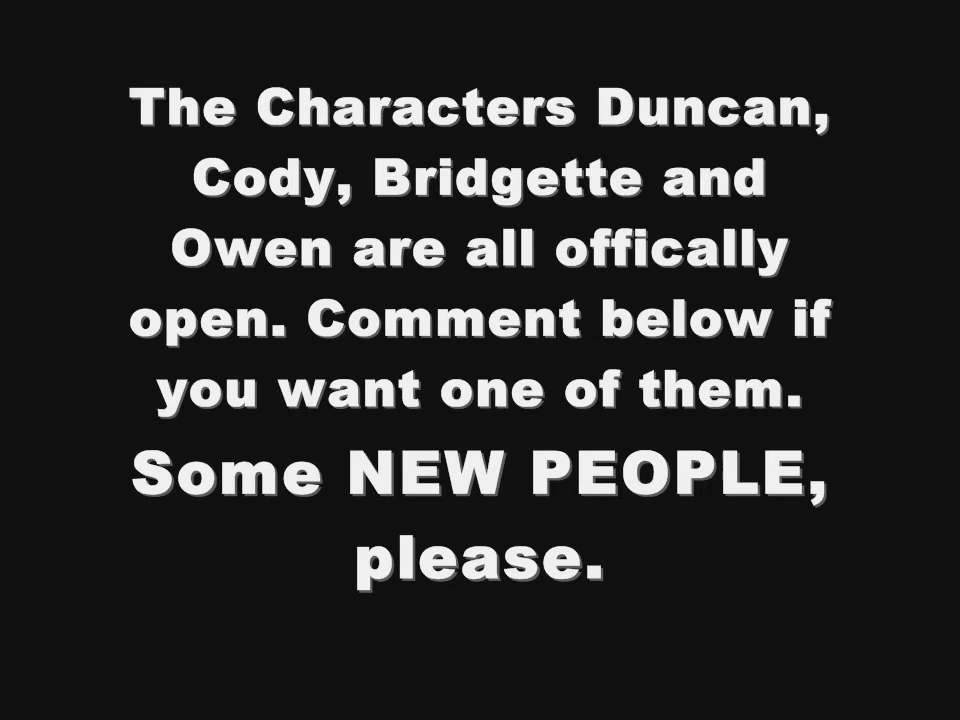 The Characters Duncan,
Cody, Bridgette and
Owen are all offically
open. Comment below if
you want one of them.
Some NEW PEOPLE,
please.